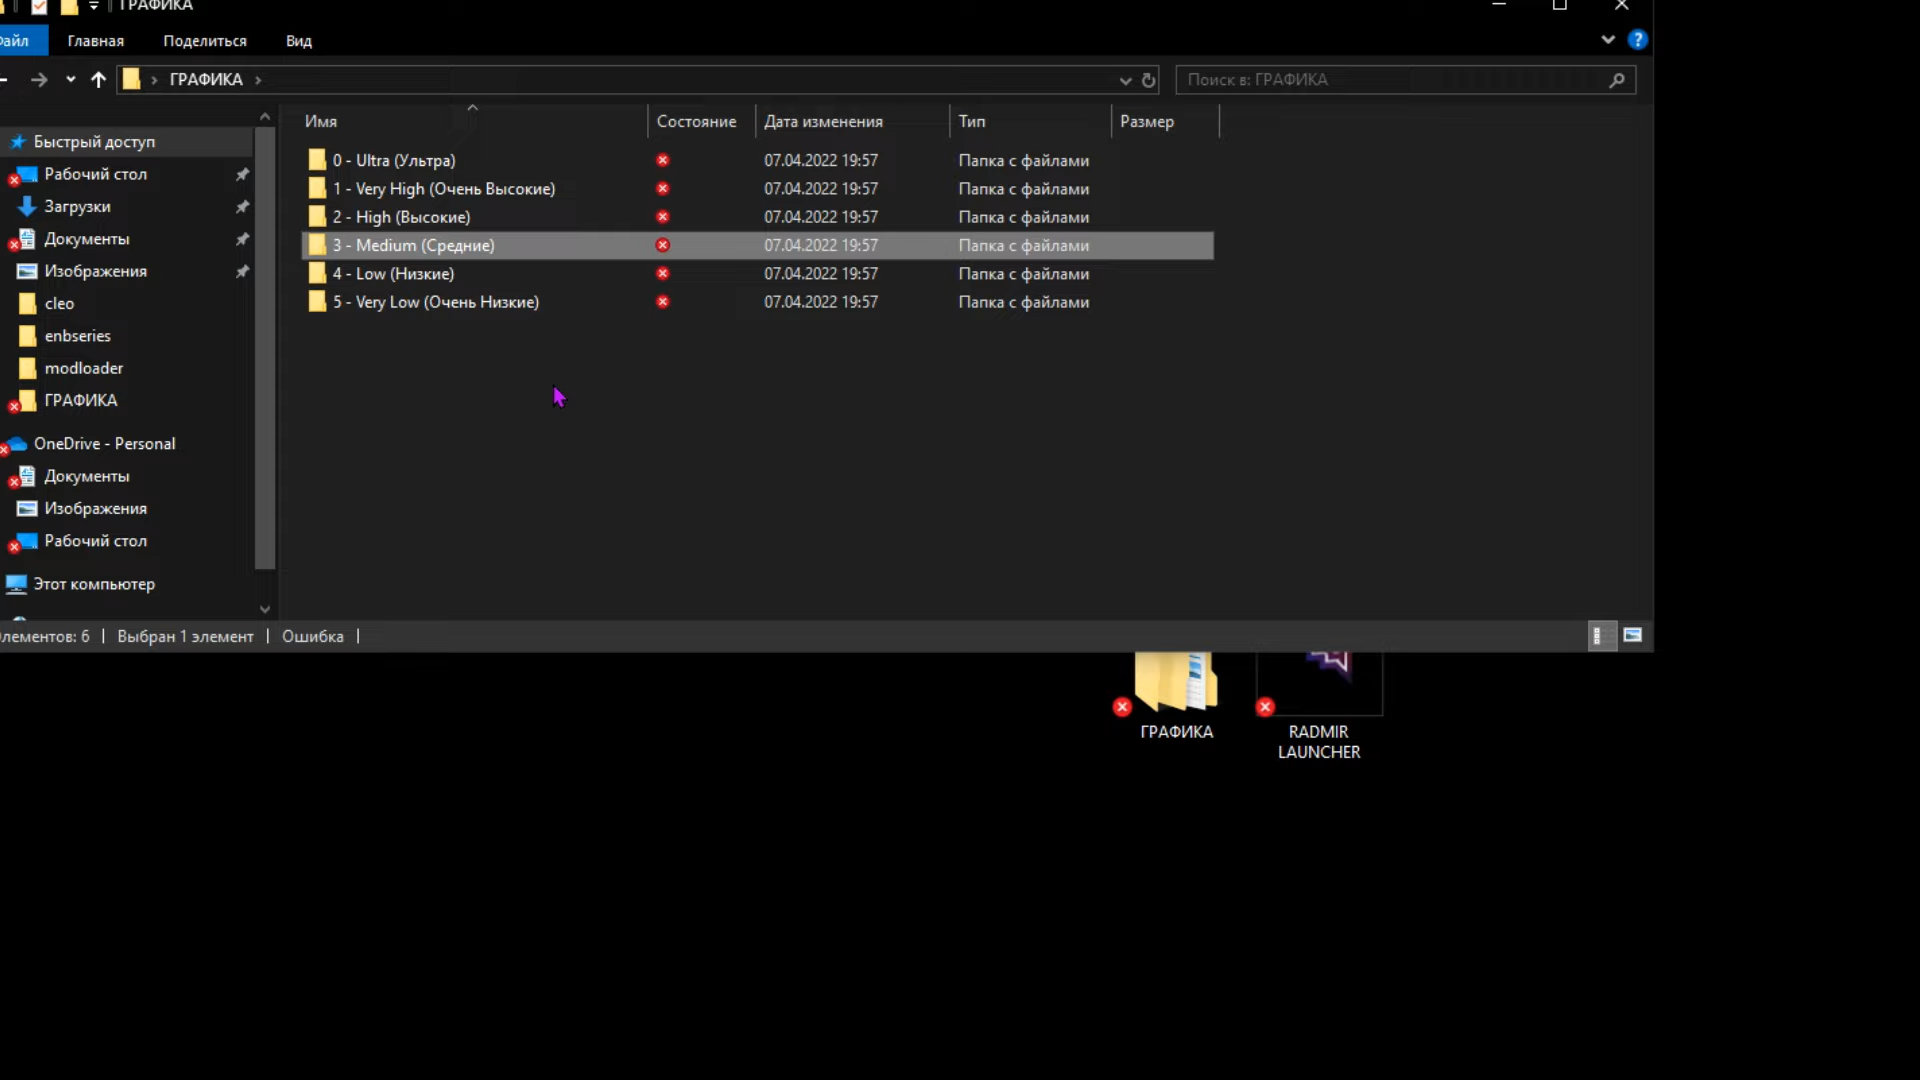 ГРАФИКА
Файл Главная Поделиться Вид
ГРАФИКА
Поиск в: ГРАФИКА
Имя Состояние Дата изменения Тип Размер
Быстрый доступ
Рабочий стол
Загрузки
Документы
Изображения
cleo
enbseries
modloader
ГРАФИКА
OneDrive - Personal
Документы
Изображения
Рабочий стол
Этот компьютер
0 - Ultra (Ультра) 07.04.2022 19:57 Папка с файлами
1 - Very High (Очень Высокие) 07.04.2022 19:57 Папка с файлами
2 - High (Высокие) 07.04.2022 19:57 Папка с файлами
3 - Medium (Средние) 07.04.2022 19:57 Папка с файлами
4 - Low (Низкие) 07.04.2022 19:57 Папка с файлами
5 - Very Low (Очень Низкие) 07.04.2022 19:57 Папка с файлами
лементов: 6 Выбран 1 элемент Ошибка
ГРАФИКА
RADMIR
LAUNCHER